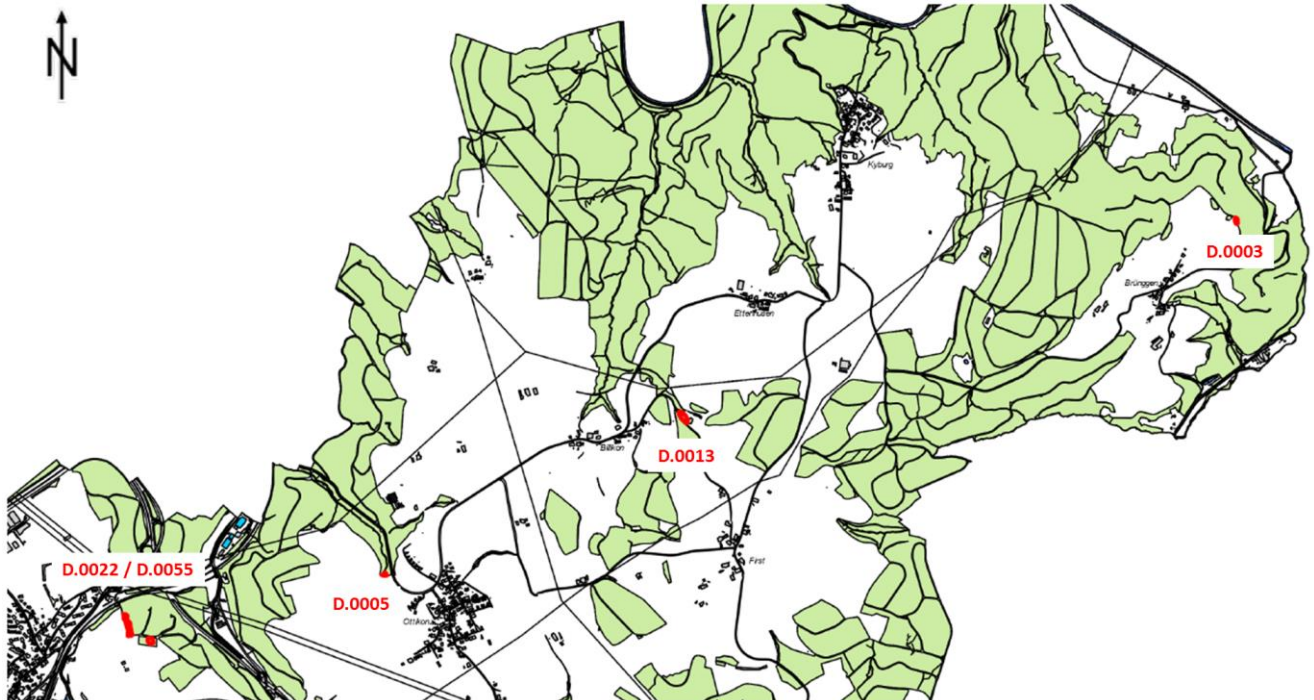 N
Kyburg
D.0003
Brünggen
Ettenhusen
Billikon
D.0013
D.0022 / D.0055
First
D.0005
Ottikon